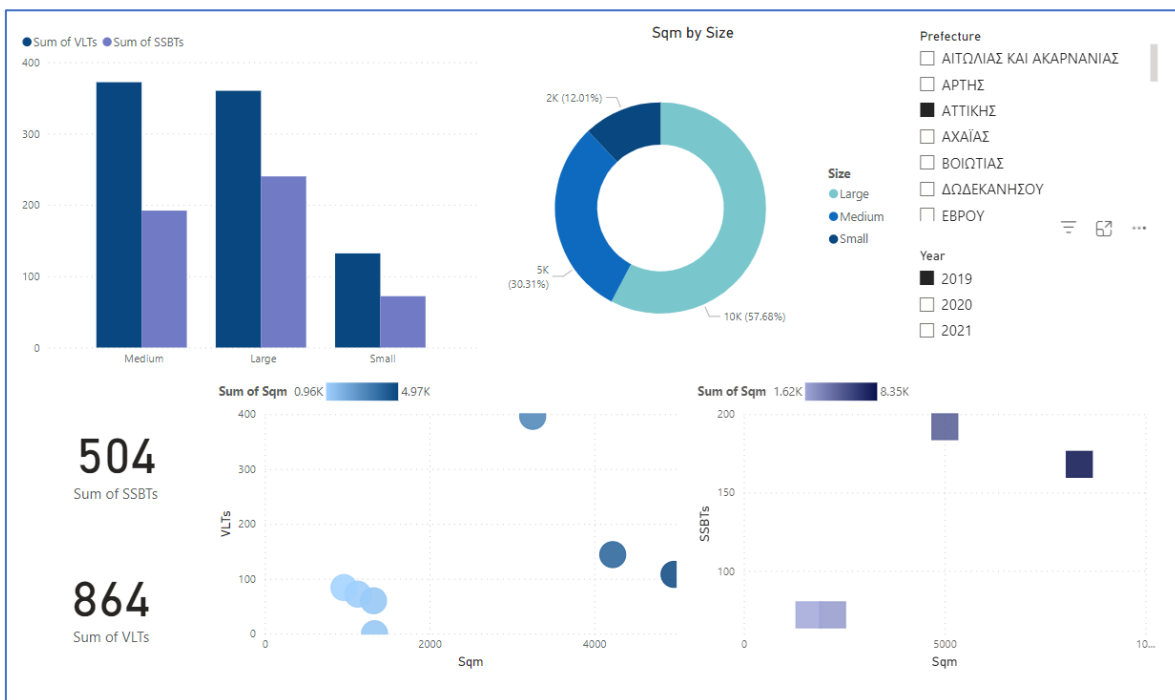 Sum of VLTs Sum of SSBTs
400
300
200
100
0
Medium Large Small
Sqm by Size
2K (12.01%)
5K
(30.31%)
10K (57.68%)
Size
Large
Medium
Small
Prefecture
ΑΙΤΩΛΙΑΣ ΚΑΙ ΑΚΑΡΝΑΝΙΑΣ
ΑΡΤΗΣ
ΑΤΤΙΚΗΣ
ΑΧΑΪΑΣ
ΒΟΙΩΤΙΑΣ
ΔΩΔΕΚΑΝΗΣΟΥ
ΕΒΡΟΥ
Year
2019
2020
2021
504
Sum of SSBTs
864
Sum of VLTs
Sum of Sqm 0.96K 4.97K
VLTs
400
300
200
100
0
0 2000 4000
Sqm
Sum of Sqm 1.62K 8.35K
SSBTs
200
150
100
0 5000 10...
Sqm